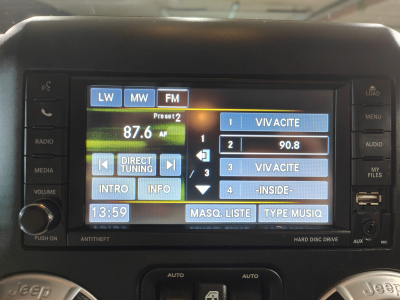 LW MW FM
Preset 2
87.6 AF
DIRECT TUNING
INTRO INFO
13:59
1 / 3
1 VIVACITE
2 90.8
3 VIVACITE
4 -INSIDE-
MASQ. LISTE TYPE MUSIQ
RADIO
MEDIA
VOLUME
PUSH ON
ANTITHEFT
HARD DISC DRIVE
LOAD
MENU
AUDIO
MY FILES
AUX
AUTO AUTO
Jeep
Jeep